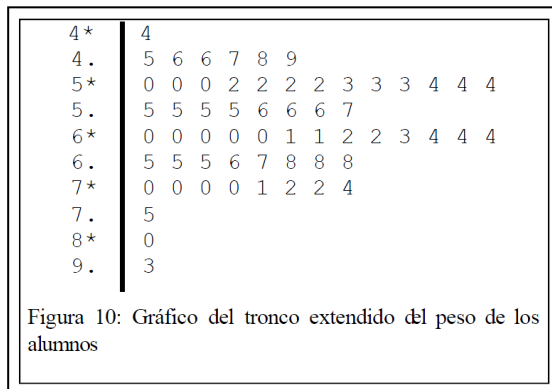 4* 4
4. 5 6 6 7 8 9
5* 0 0 0 2 2 2 2 3 3 3 4 4 4
5. 5 5 5 5 6 6 6 7
6* 0 0 0 0 0 1 1 2 2 3 4 4 4
6. 5 5 5 6 7 8 8 8
7* 0 0 0 0 1 2 2 4
7. 5
8* 0
9. 3
Figura 10: Gráfico del tronco extendido del peso de los
alumnos